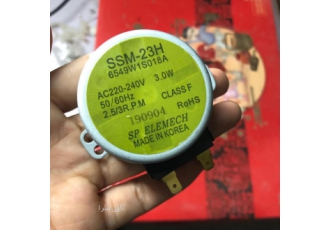 SSM-23H
6549W1S018A
AC220-240V 3.0W
50/60Hz CLASS F
2.5/3R.P.M RoHS
190904
SP ELEMECH
MADE IN KOREA